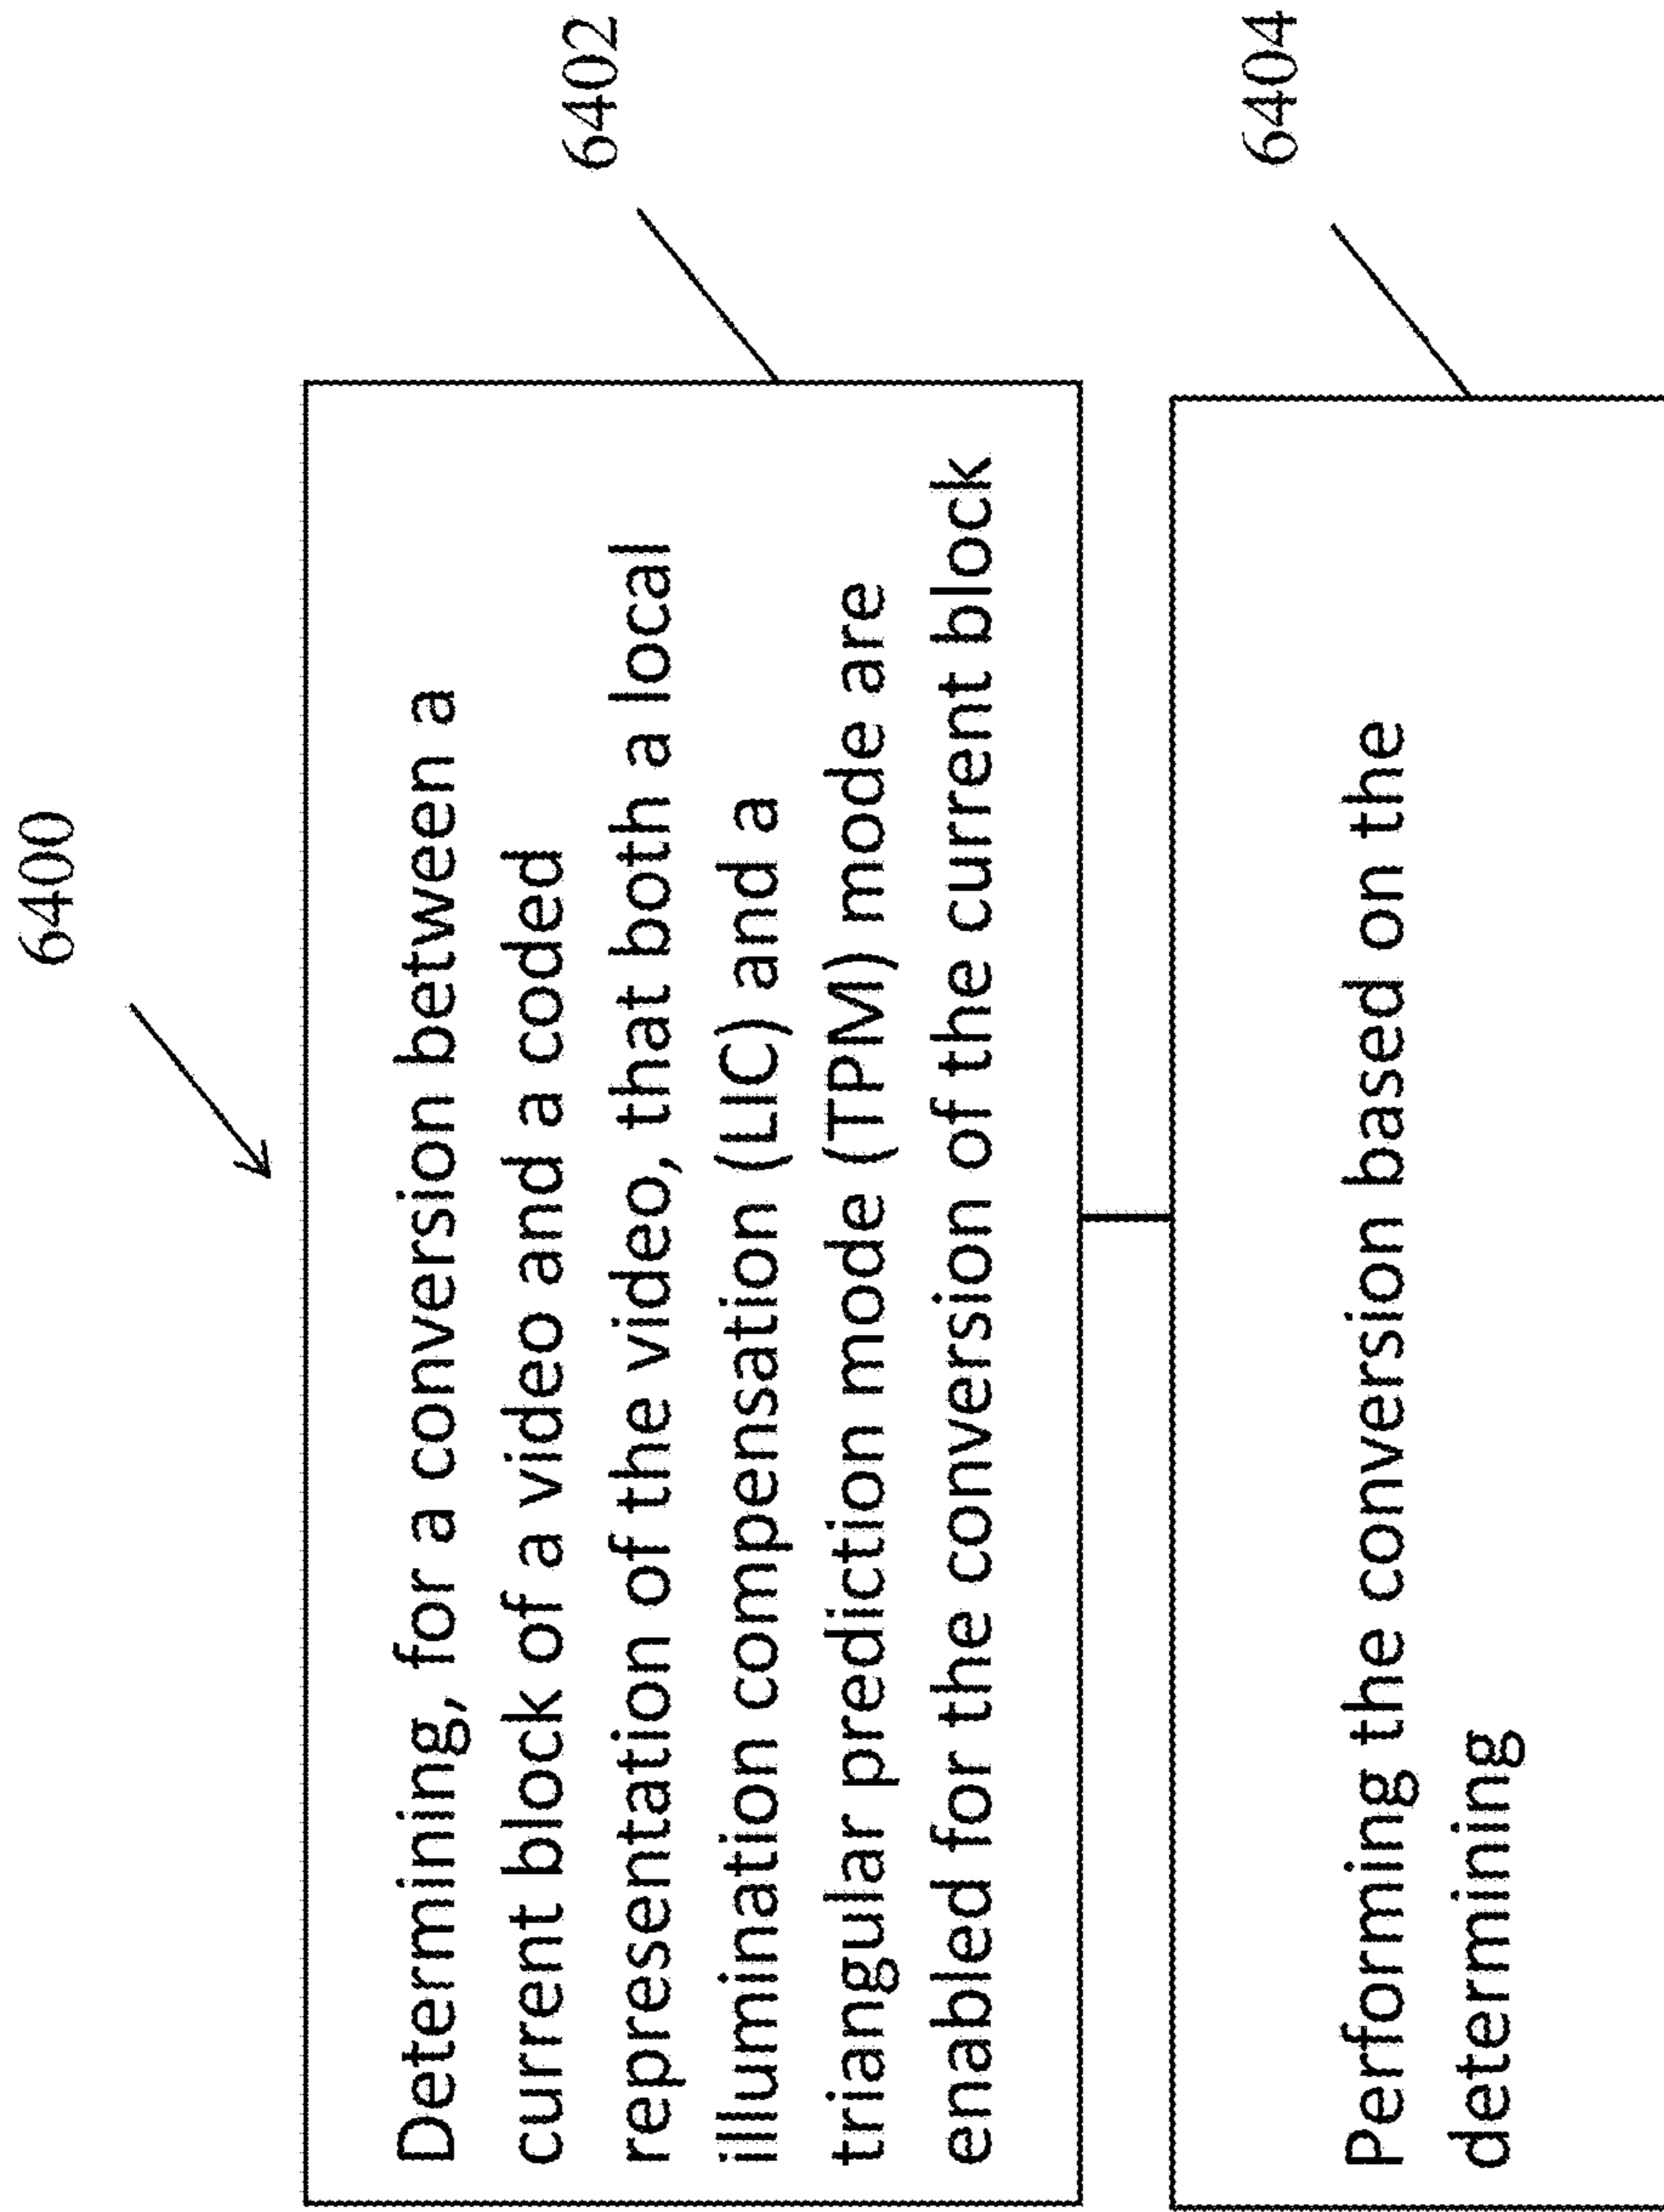 6400
Determining, for a conversion between a
current block of a video and a coded
representation of the video, that both a local
illumination compensation (LIC) and a
triangular prediction mode (TPM) mode are
enabled for the conversion of the current block
6402
Performing the conversion based on the
determining
6404